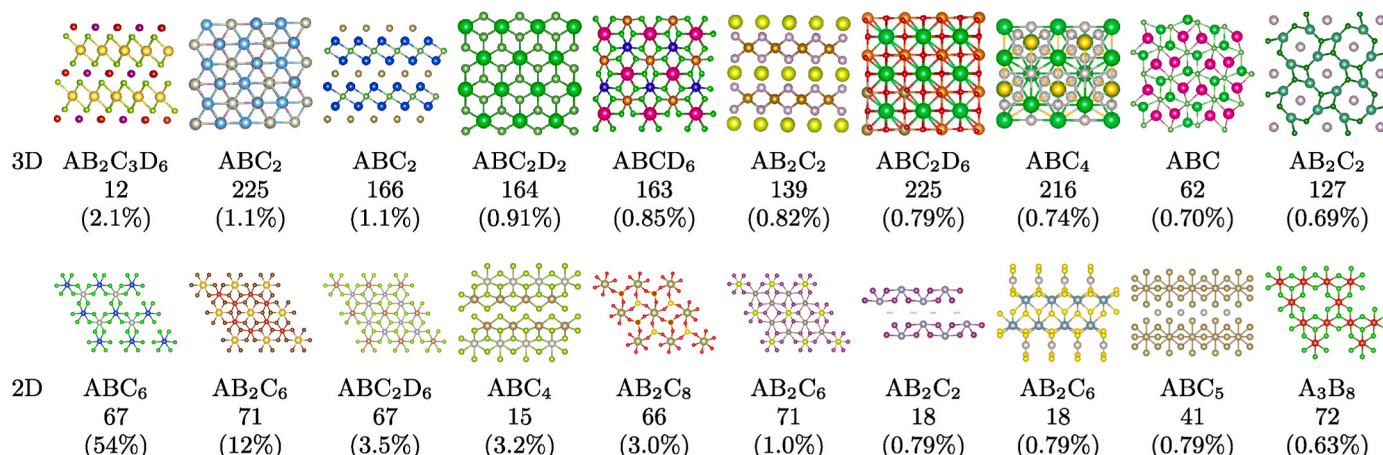 3D AB₂C₃D₆ ABC₂ ABC₂ ABC₂D₂ ABCD₆ AB₂C₂ ABC₂D₆ ABC₄ ABC AB₂C₂
12 225 166 164 163 139 225 216 62 127
(2.1%) (1.1%) (1.1%) (0.91%) (0.85%) (0.82%) (0.79%) (0.74%) (0.70%) (0.69%)
2D ABC₆ AB₂C₆ ABC₂D₆ ABC₄ AB₂C₈ AB₂C₆ AB₂C₂ AB₂C₆ ABC₅ A₃B₈
67 71 67 15 66 71 18 18 41 72
(54%) (12%) (3.5%) (3.2%) (3.0%) (1.0%) (0.79%) (0.79%) (0.79%) (0.63%)